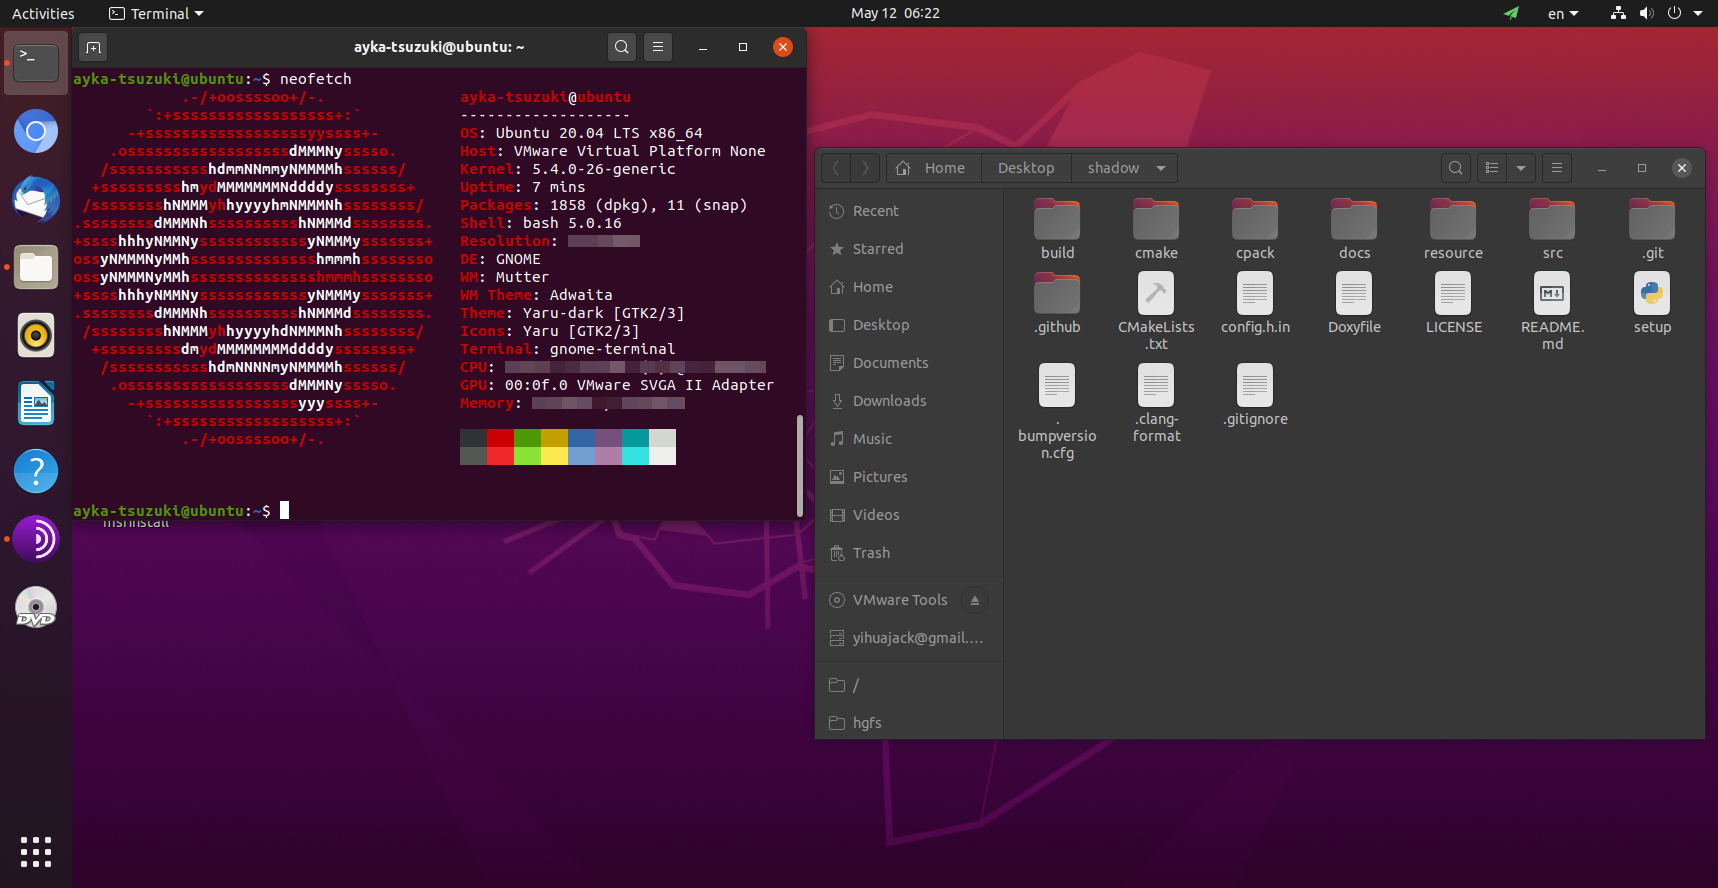 Activities
Terminal
May 12 06:22
en
ayka-tsuzuki@ubuntu: ~
ayka-tsuzuki@ubuntu:~$ neofetch
.-/+oossssoo+/-.
`:+ssssssssssssssssss+:`
-+ssssssssssssssssssyyssss+-
.ossssssssssssssssssdMMMNysssso.
/ssssssssssshdmmNNmmyNMMMMhssssss/
+ssssssssshmydMMMMMMMNddddyssssssss+
/sssssssshNMMMyhhyyyyhmNMMMNhssssssss/
.ssssssssdMMMNhsssssssssshNMMMdssssssss.
+sssshhhyNMMNyssssssssssssyNMMMysssssss+
ossyNMMMNyMMhsssssssssssssshmmmhssssssso
ossyNMMMNyMMhsssssssssssssshmmmhssssssso
+sssshhhyNMMNyssssssssssssyNMMMysssssss+
.ssssssssdMMMNhsssssssssshNMMMdssssssss.
/sssssssshNMMMyhhyyyyhdNMMMNhssssssss/
+sssssssssdmydMMMMMMMMddddyssssssss+
/ssssssssssshdmNNNNmyNMMMMhssssss/
.ossssssssssssssssssdMMMNysssso.
-+sssssssssssssssssyyyssss+-
`:+ssssssssssssssssss+:`
.-/+oossssoo+/-.
ayka-tsuzuki@ubuntu
-------------------
OS: Ubuntu 20.04 LTS x86_64
Host: VMware Virtual Platform None
Kernel: 5.4.0-26-generic
Uptime: 7 mins
Packages: 1858 (dpkg), 11 (snap)
Shell: bash 5.0.16
Resolution:
DE: GNOME
WM: Mutter
WM Theme: Adwaita
Theme: Yaru-dark [GTK2/3]
Icons: Yaru [GTK2/3]
Terminal: gnome-terminal
CPU:
GPU: 00:0f.0 VMware SVGA II Adapter
Memory:
ayka-tsuzuki@ubuntu:~$
DVD
Home
Desktop
shadow
Recent
Starred
Home
Desktop
Documents
Downloads
Music
Pictures
Videos
Trash
VMware Tools
yihuajack@gmail.…
/
hgfs
build
cmake
cpack
docs
resource
src
.git
.github
CMakeLists
.txt
config.h.in
Doxyfile
LICENSE
README.
md
setup
.
bumpversio
n.cfg
.clang-
format
.gitignore